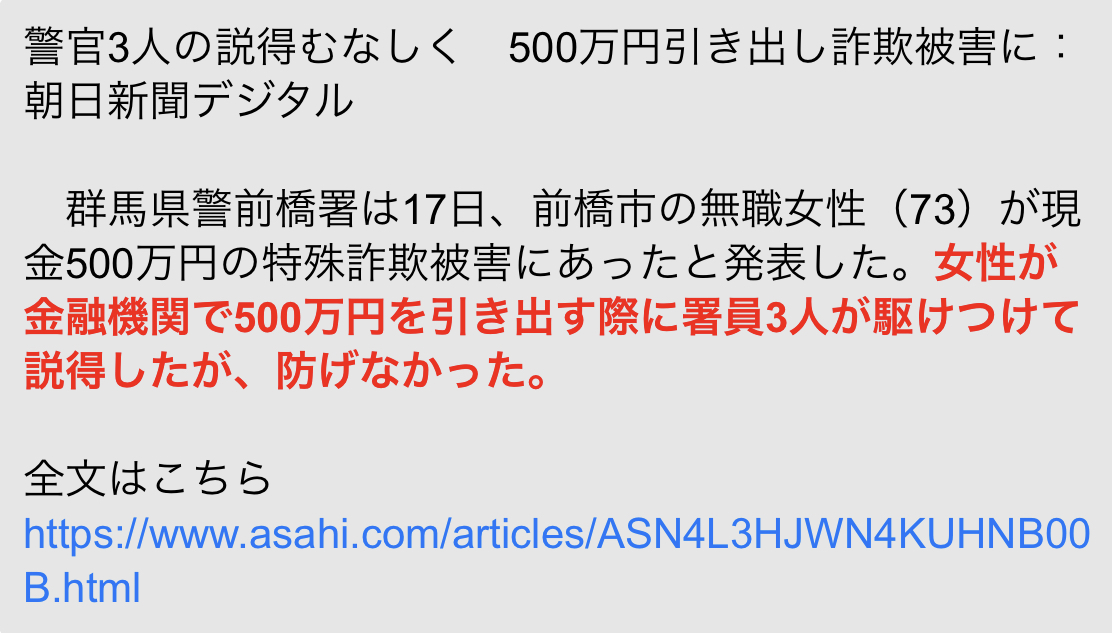 警官3人の説得むなしく　500万円引き出し詐欺被害に：
朝日新聞デジタル
　群馬県警前橋署は17日、前橋市の無職女性（73）が現
金500万円の特殊詐欺被害にあったと発表した。女性が
金融機関で500万円を引き出す際に署員3人が駆けつけて
説得したが、防げなかった。
全文はこちら
https://www.asahi.com/articles/ASN4L3HJWN4KUHNB00
B.html